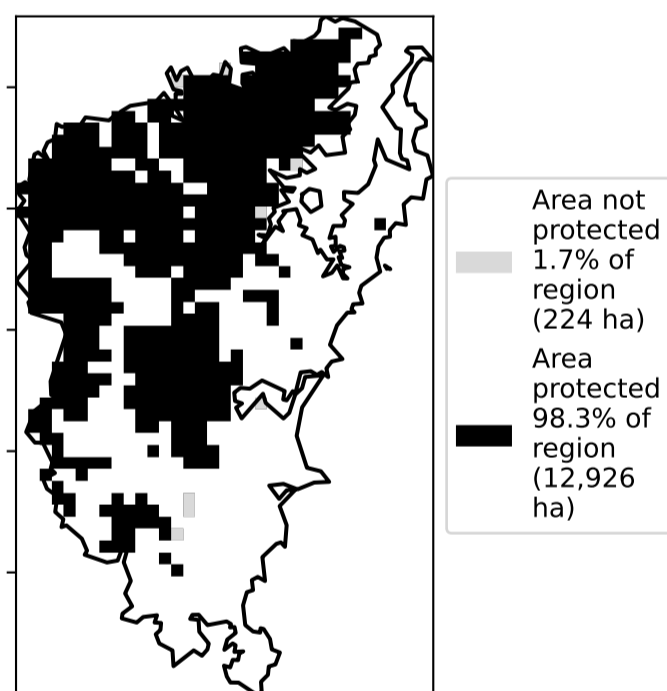 Area not
protected
1.7% of
region
(224 ha)
Area
protected
98.3% of
region
(12,926
ha)